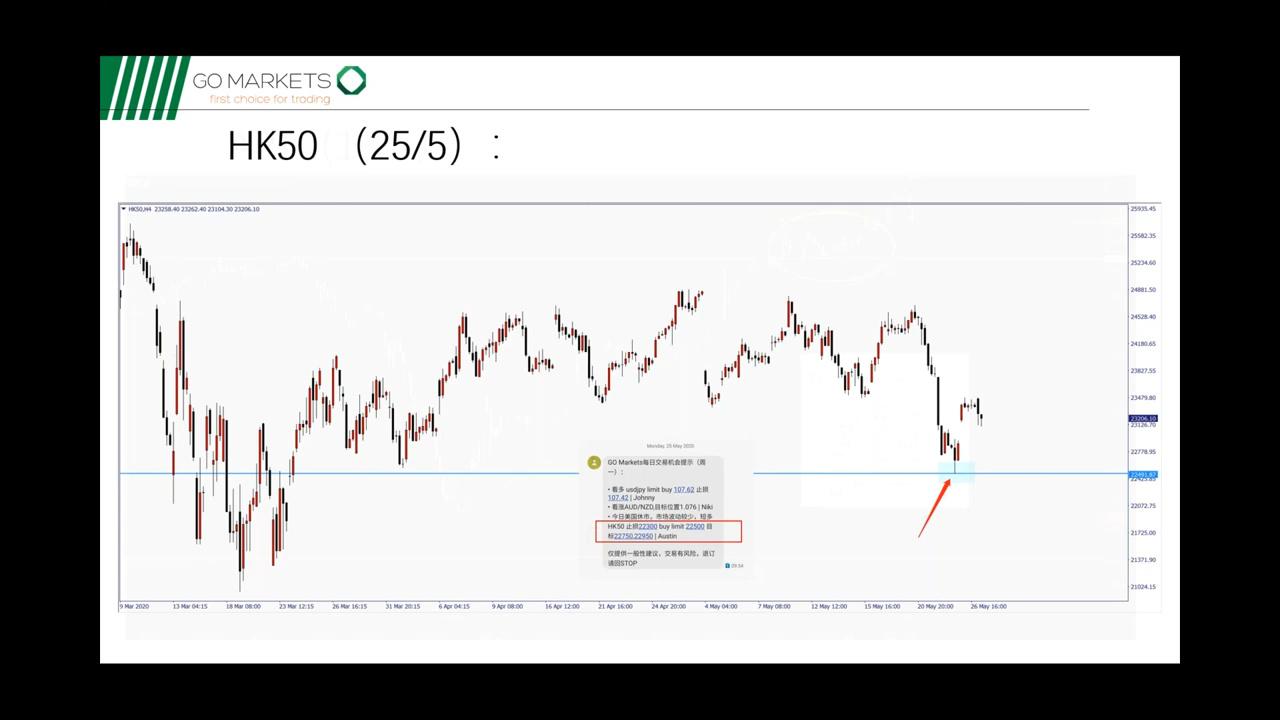 GO MARKETS
first choice for trading
HK50 (25/5) :
HK50,H4 23258.40 23262.40 23104.30 23206.10
25935.45
25582.35
25234.60
24881.50
24528.40
24180.65
23827.55
23479.80
23206.10
23126.70
22778.95
22491.87
22425.85
22072.75
21725.00
21371.90
21024.15
Monday, 25 May 2020
GO Markets每日交易机会提示（周
一）：
• 看多 usdjpy limit buy 107.62 止损
107.42 | Johnny
• 看涨AUD/NZD,目标位置1.076 | Niki
• 今日美国休市，市场波动较少，短多
HK50 止损22300 buy limit 22500 目
标22750,22950 | Austin
仅提供一般性建议，交易有风险，退订
请回STOP
09:54
9 Mar 2020 13 Mar 04:15 18 Mar 08:00 23 Mar 12:15 26 Mar 16:15 31 Mar 20:15 6 Apr 04:15 9 Apr 08:00 16 Apr 12:00 21 Apr 16:00 24 Apr 20:00 4 May 04:00 7 May 08:00 12 May 12:00 15 May 16:00 20 May 20:00 26 May 16:00